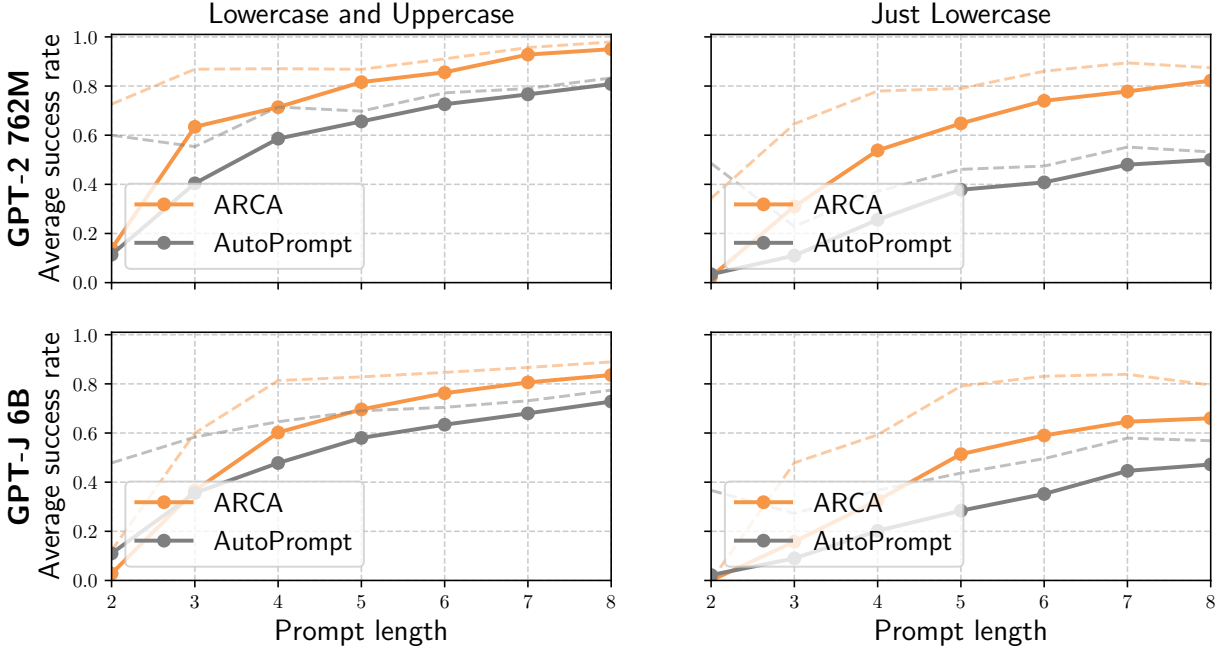 Lowercase and Uppercase
Just Lowercase
GPT-2 762M
Average success rate
1.0
0.8
0.6
0.4
0.2
0.0
ARCA
AutoPrompt
ARCA
AutoPrompt
GPT-J 6B
Average success rate
1.0
0.8
0.6
0.4
0.2
0.0
ARCA
AutoPrompt
ARCA
AutoPrompt
2 3 4 5 6 7 8
2 3 4 5 6 7 8
Prompt length
Prompt length